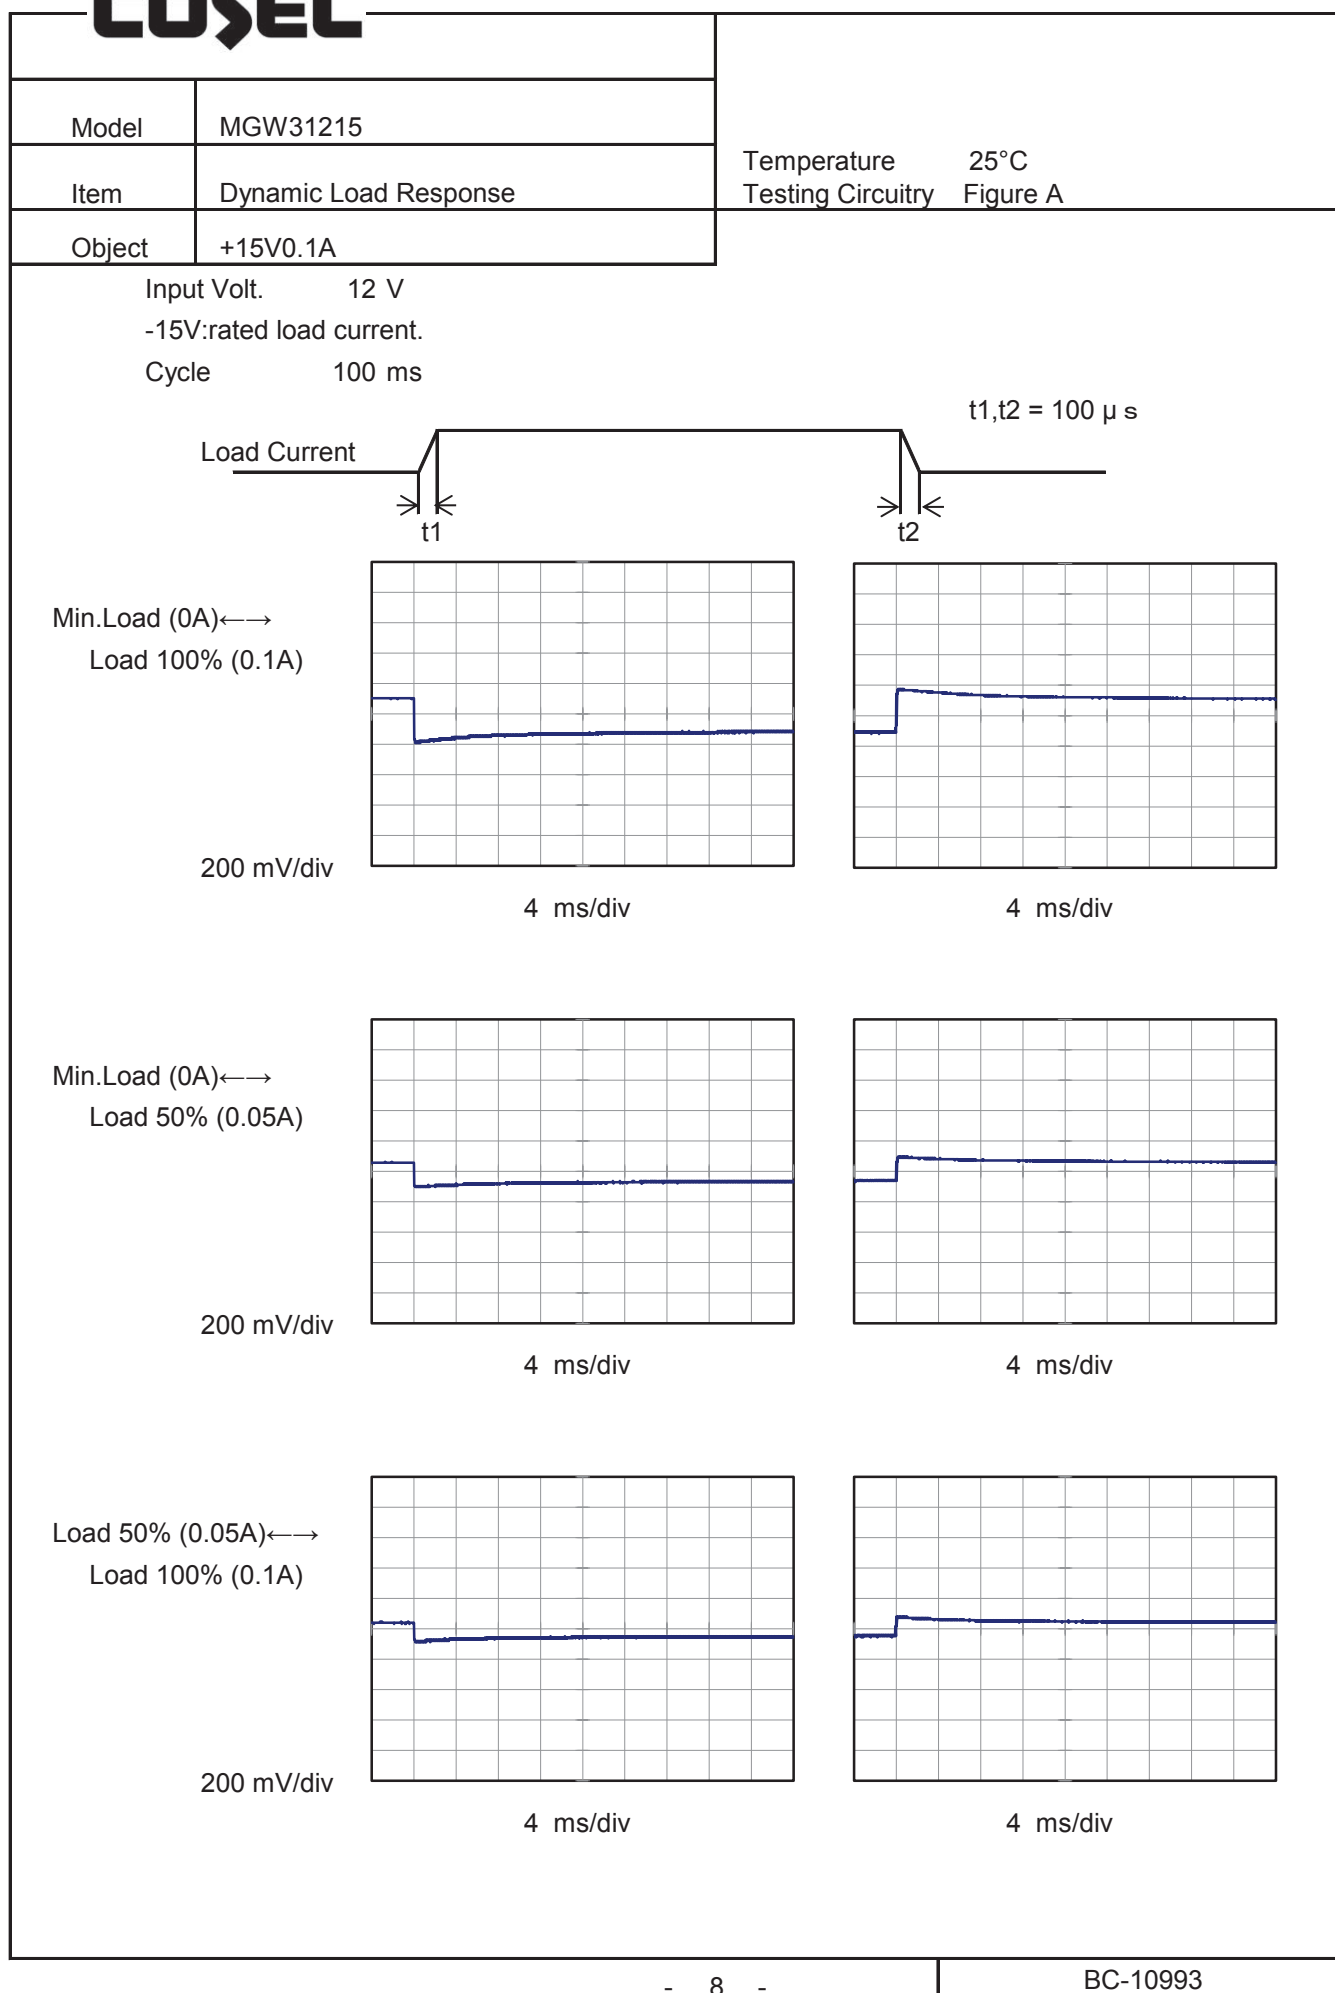 COSEL
Model MGW31215
Item Dynamic Load Response
Object +15V0.1A
Temperature 25°C
Testing Circuitry Figure A
Input Volt. 12 V
-15V:rated load current.
Cycle 100 ms
t1,t2 = 100 μ s
Load Current
t1 t2
Min.Load (0A)←→
Load 100% (0.1A)
200 mV/div
4 ms/div 4 ms/div
Min.Load (0A)←→
Load 50% (0.05A)
200 mV/div
4 ms/div 4 ms/div
Load 50% (0.05A)←→
Load 100% (0.1A)
200 mV/div
4 ms/div 4 ms/div
- 8 -
BC-10993